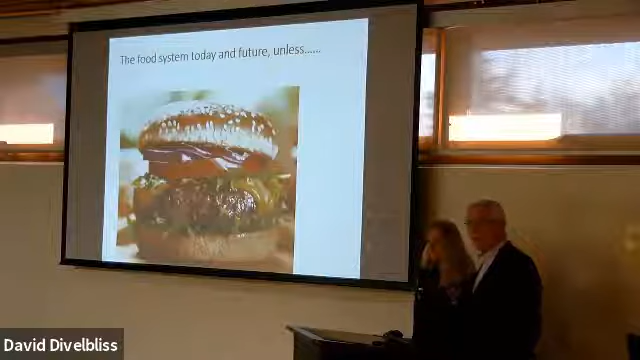 The food system today and future, unless......
David Divelbliss